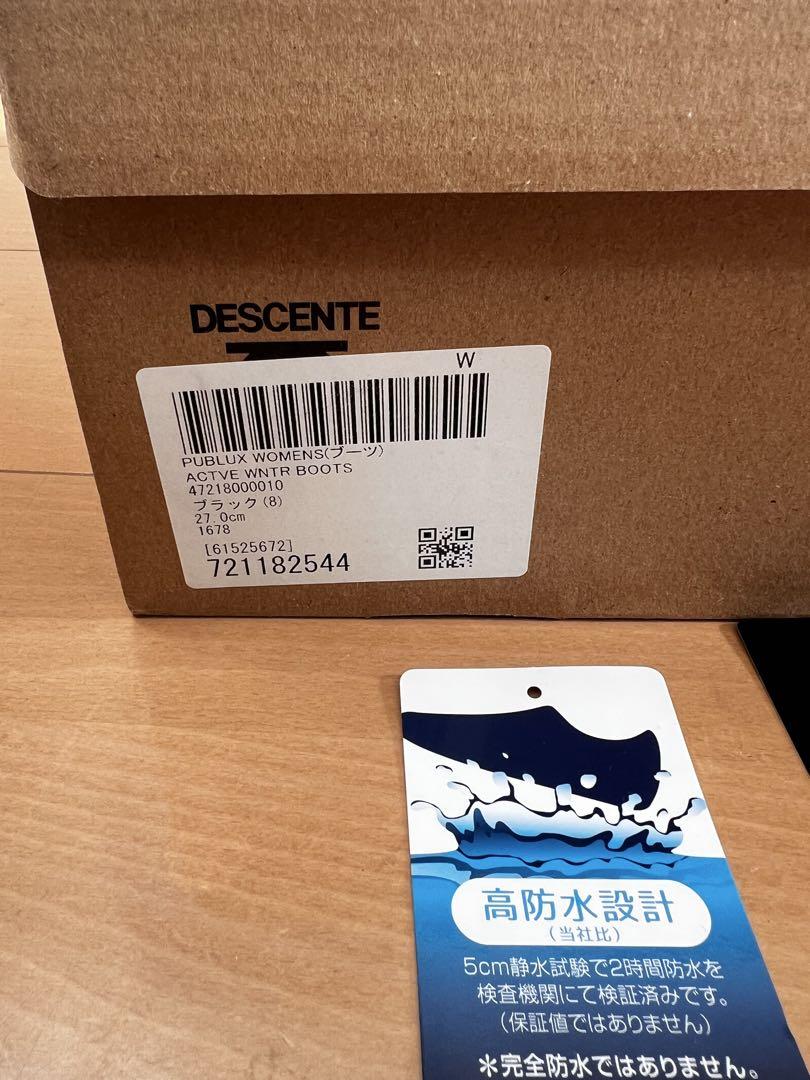 DESCENTE
W
PUBLUX WOMENS(ブーツ)
ACTVE WNTR BOOTS
47218000010
ブラック(8)
27.0cm
1678
[61525672]
721182544
高防水設計
(当社比)
5cm静水試験で2時間防水を
検査機関にて検証済みです。
(保証値ではありません)
*完全防水ではありません。